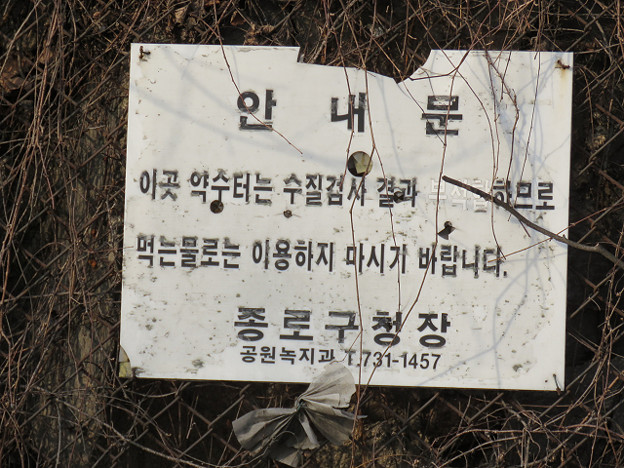 안 내 문
이곳 약수터는 수질검사 결과 부적합하므로
먹는물로는 이용하지 마시기 바랍니다.
종로구청장
공원녹지과 T.731-1457